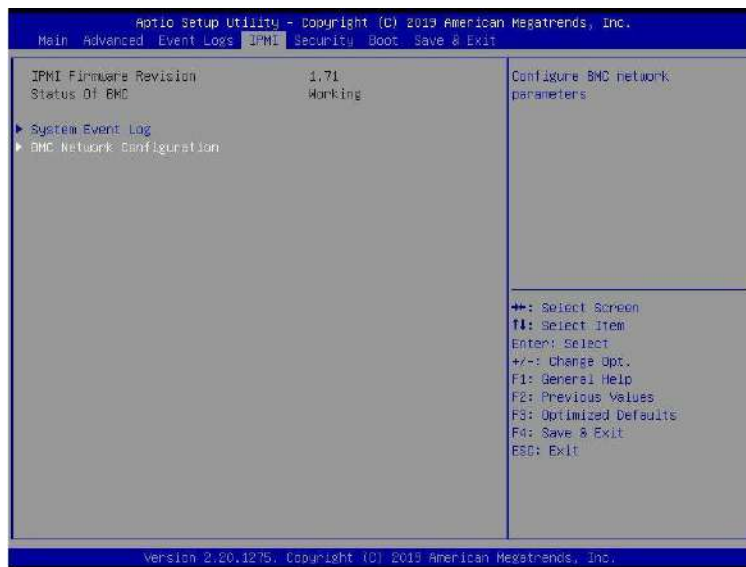 Aptio Setup Utility - Copyright (C) 2019 American Megatrends, Inc.
Main Advanced Event Logs IPMI Security Boot Save & Exit
IPMI Firmware Revision 1.71
Status Of BMC Working
System Event Log
BMC Network Configuration
Configure BMC network
parameters
→←: Select Screen
↑↓: Select Item
Enter: Select
+/-: Change Opt.
F1: General Help
F2: Previous Values
F3: Optimized Defaults
F4: Save & Exit
ESC: Exit
Version 2.20.1275. Copyright (C) 2019 American Megatrends, Inc.